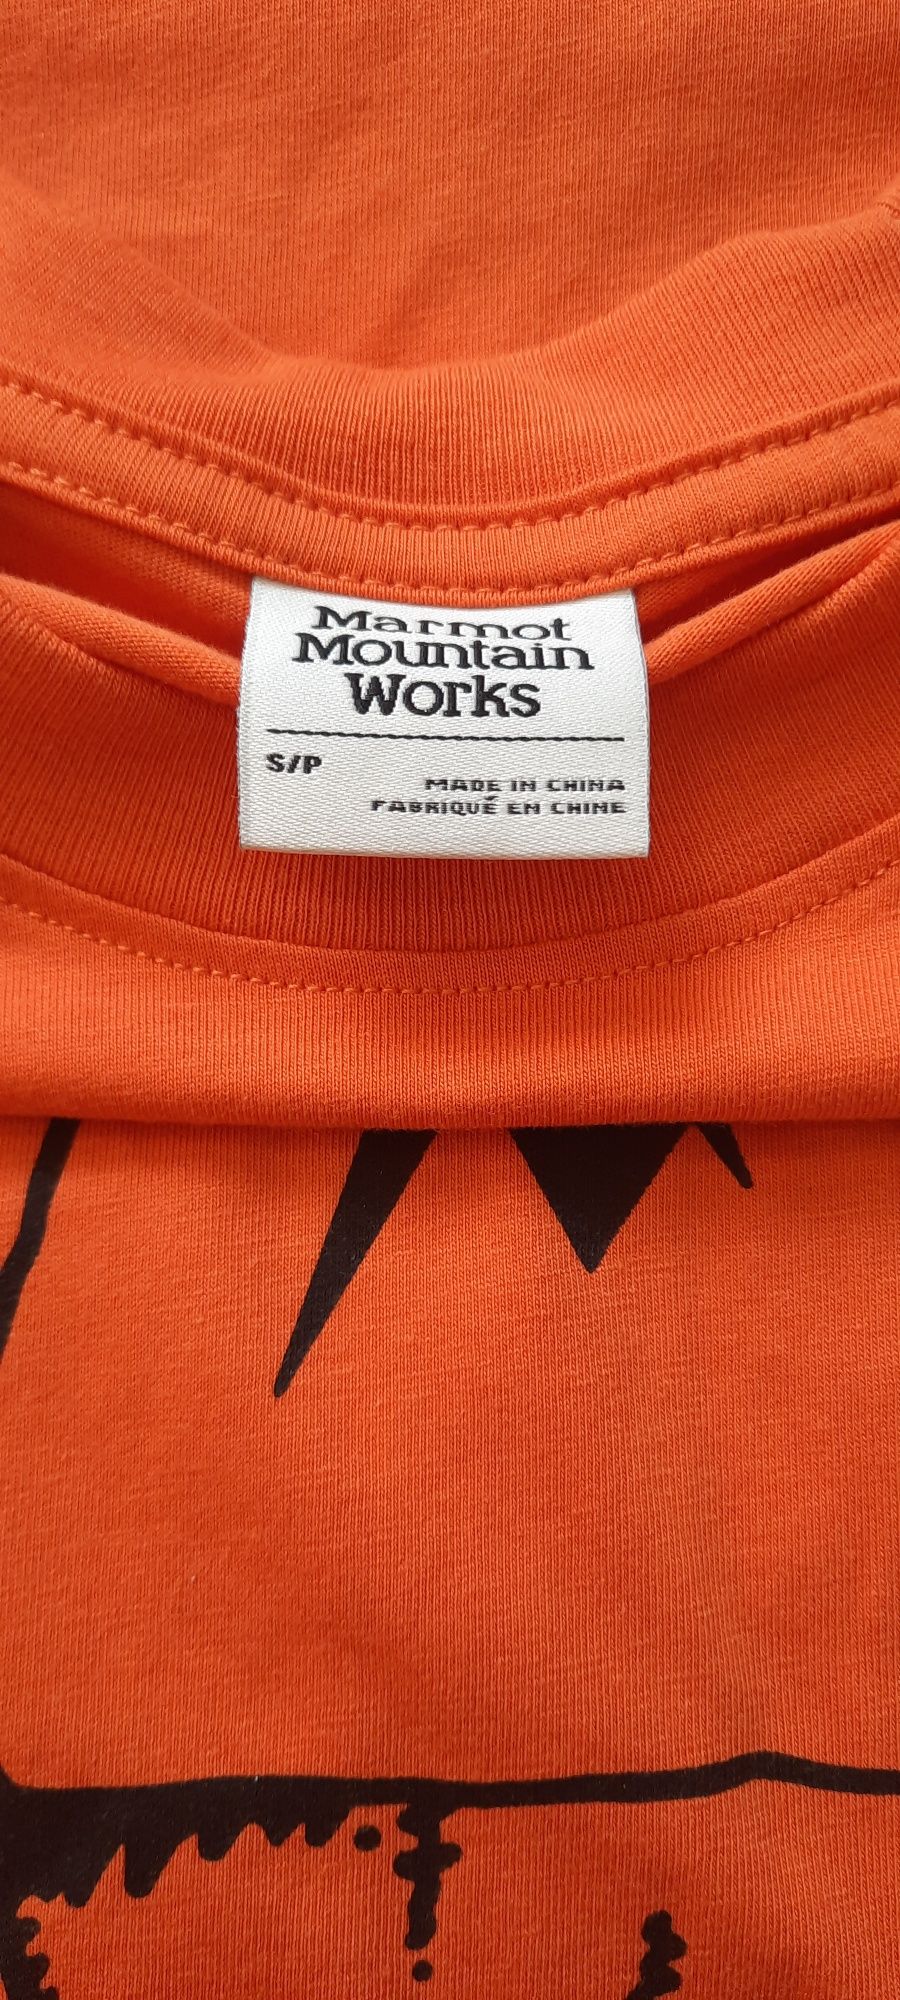 Marmot
Mountain
Works
S/P
MADE IN CHINA
FABRIQUÉ EN CHINE